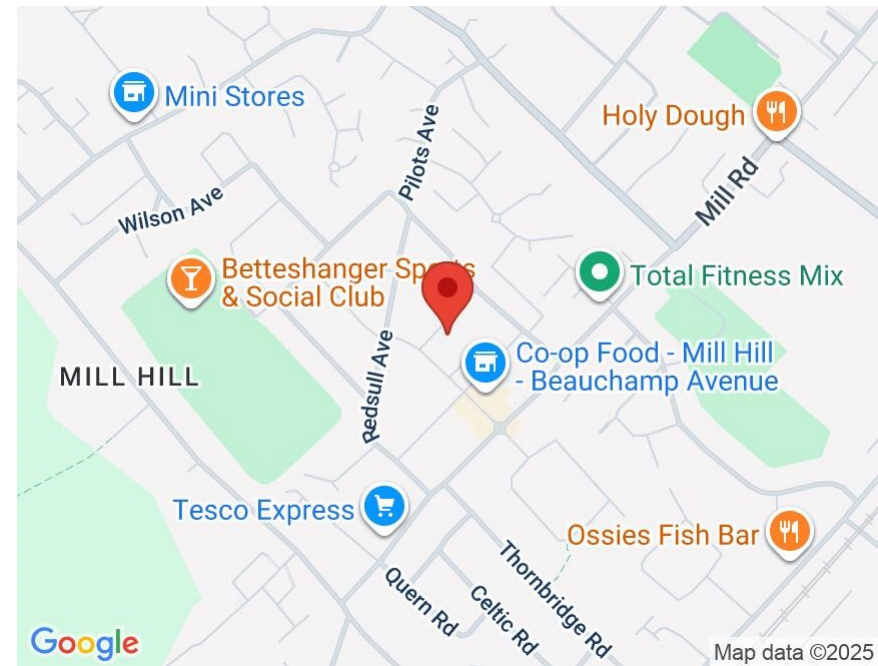 Mini Stores
Holy Dough
Pilots Ave
Mill Rd
Wilson Ave
Betteshanger Sports
& Social Club
Total Fitness Mix
Co-op Food - Mill Hill
- Beauchamp Avenue
MILL HILL
Redsull Ave
Tesco Express
Ossies Fish Bar
Thornbridge Rd
Celtic Rd
Quern Rd
Google
Map data ©2025